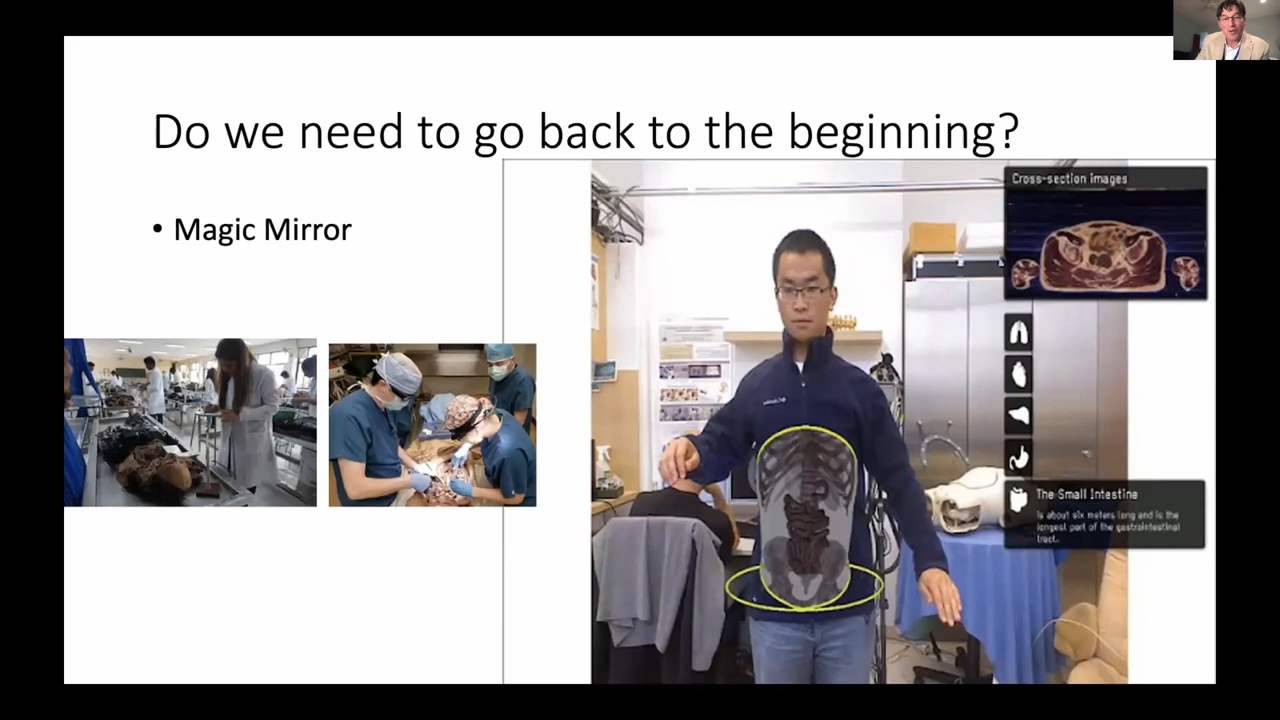 Do we need to go back to the beginning?
• Magic Mirror
Cross-section images
The Small Intestine
is about six meters long and is the
longest part of the gastrointestinal
tract.